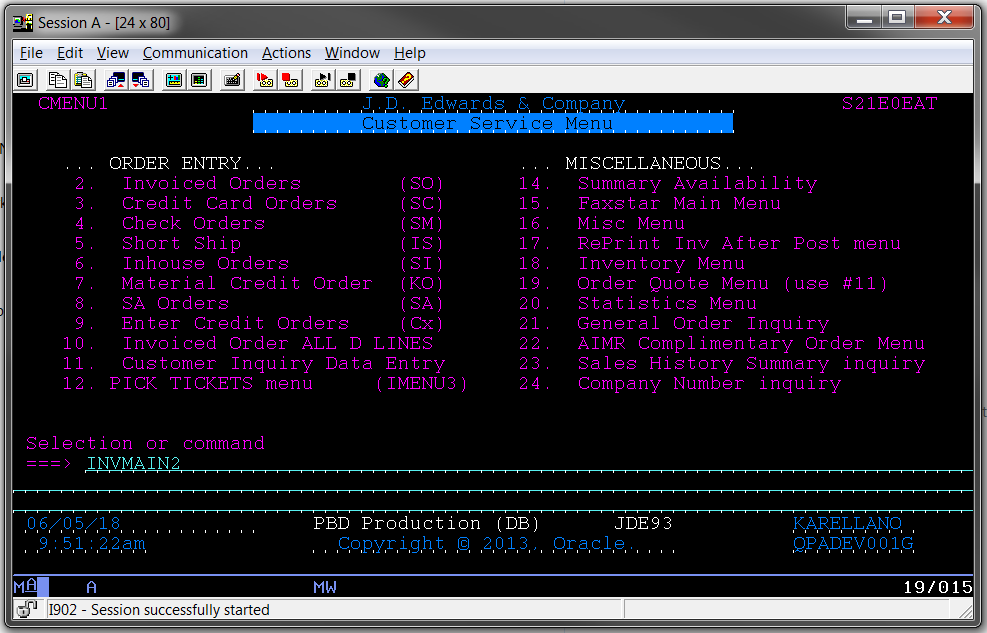 Session A - [24 x 80]
File Edit View Communication Actions Window Help
CMENU1 J.D. Edwards & Company S21E0EAT
Customer Service Menu
... ORDER ENTRY... ... MISCELLANEOUS...
2. Invoiced Orders (SO) 14. Summary Availability
3. Credit Card Orders (SC) 15. Faxstar Main Menu
4. Check Orders (SM) 16. Misc Menu
5. Short Ship (IS) 17. RePrint Inv After Post menu
6. Inhouse Orders (SI) 18. Inventory Menu
7. Material Credit Order (KO) 19. Order Quote Menu (use #11)
8. SA Orders (SA) 20. Statistics Menu
9. Enter Credit Orders (Cx) 21. General Order Inquiry
10. Invoiced Order ALL D LINES 22. AIMR Complimentary Order Menu
11. Customer Inquiry Data Entry 23. Sales History Summary inquiry
12. PICK TICKETS menu (IMENU3) 24. Company Number inquiry
Selection or command
===> INVMAIN2
06/05/18 PBD Production (DB) JDE93 KARELLANO
9:51:22am Copyright © 2013, Oracle. QPADEV001G
MA A MW 19/015
I902 - Session successfully started